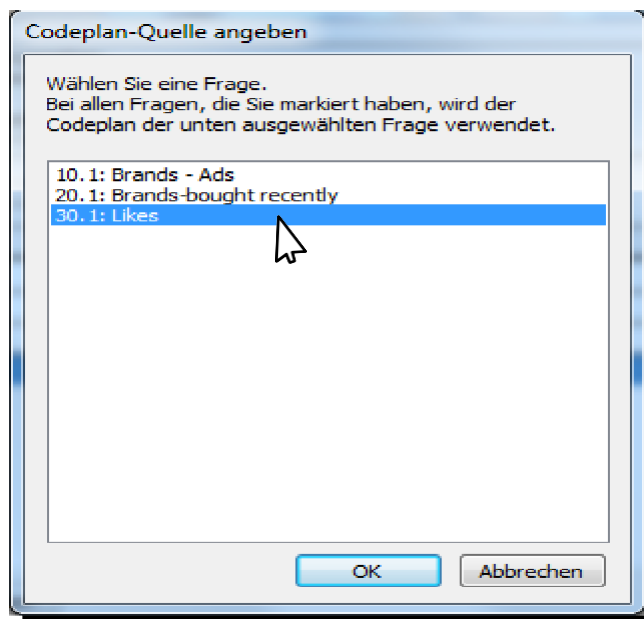 Codeplan-Quelle angeben
Wählen Sie eine Frage.
Bei allen Fragen, die Sie markiert haben, wird der
Codeplan der unten ausgewählten Frage verwendet.
10.1: Brands - Ads
20.1: Brands-bought recently
30.1: Likes
OK
Abbrechen